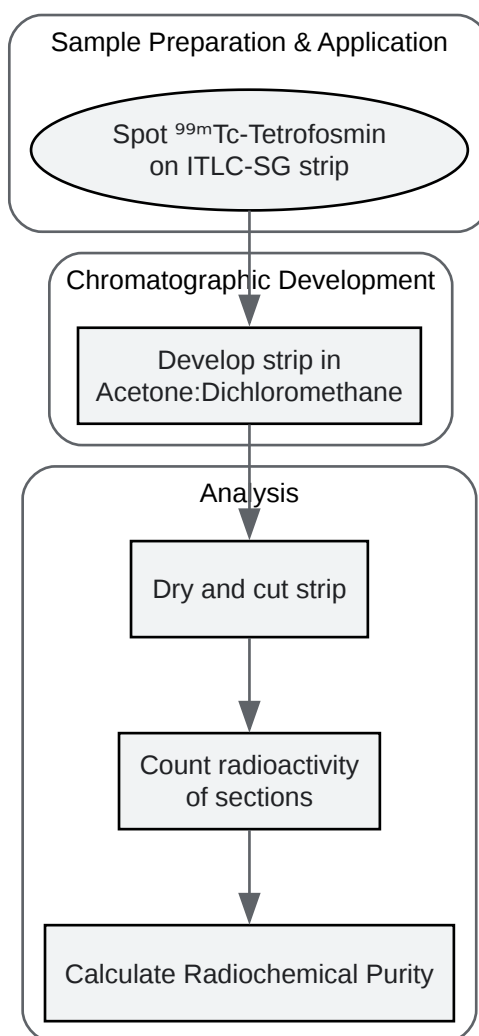 Sample Preparation & Application
Spot ⁹⁹ᵐTc-Tetrofosmin
on ITLC-SG strip
Chromatographic Development
Develop strip in
Acetone:Dichloromethane
Analysis
Dry and cut strip
Count radioactivity
of sections
Calculate Radiochemical Purity